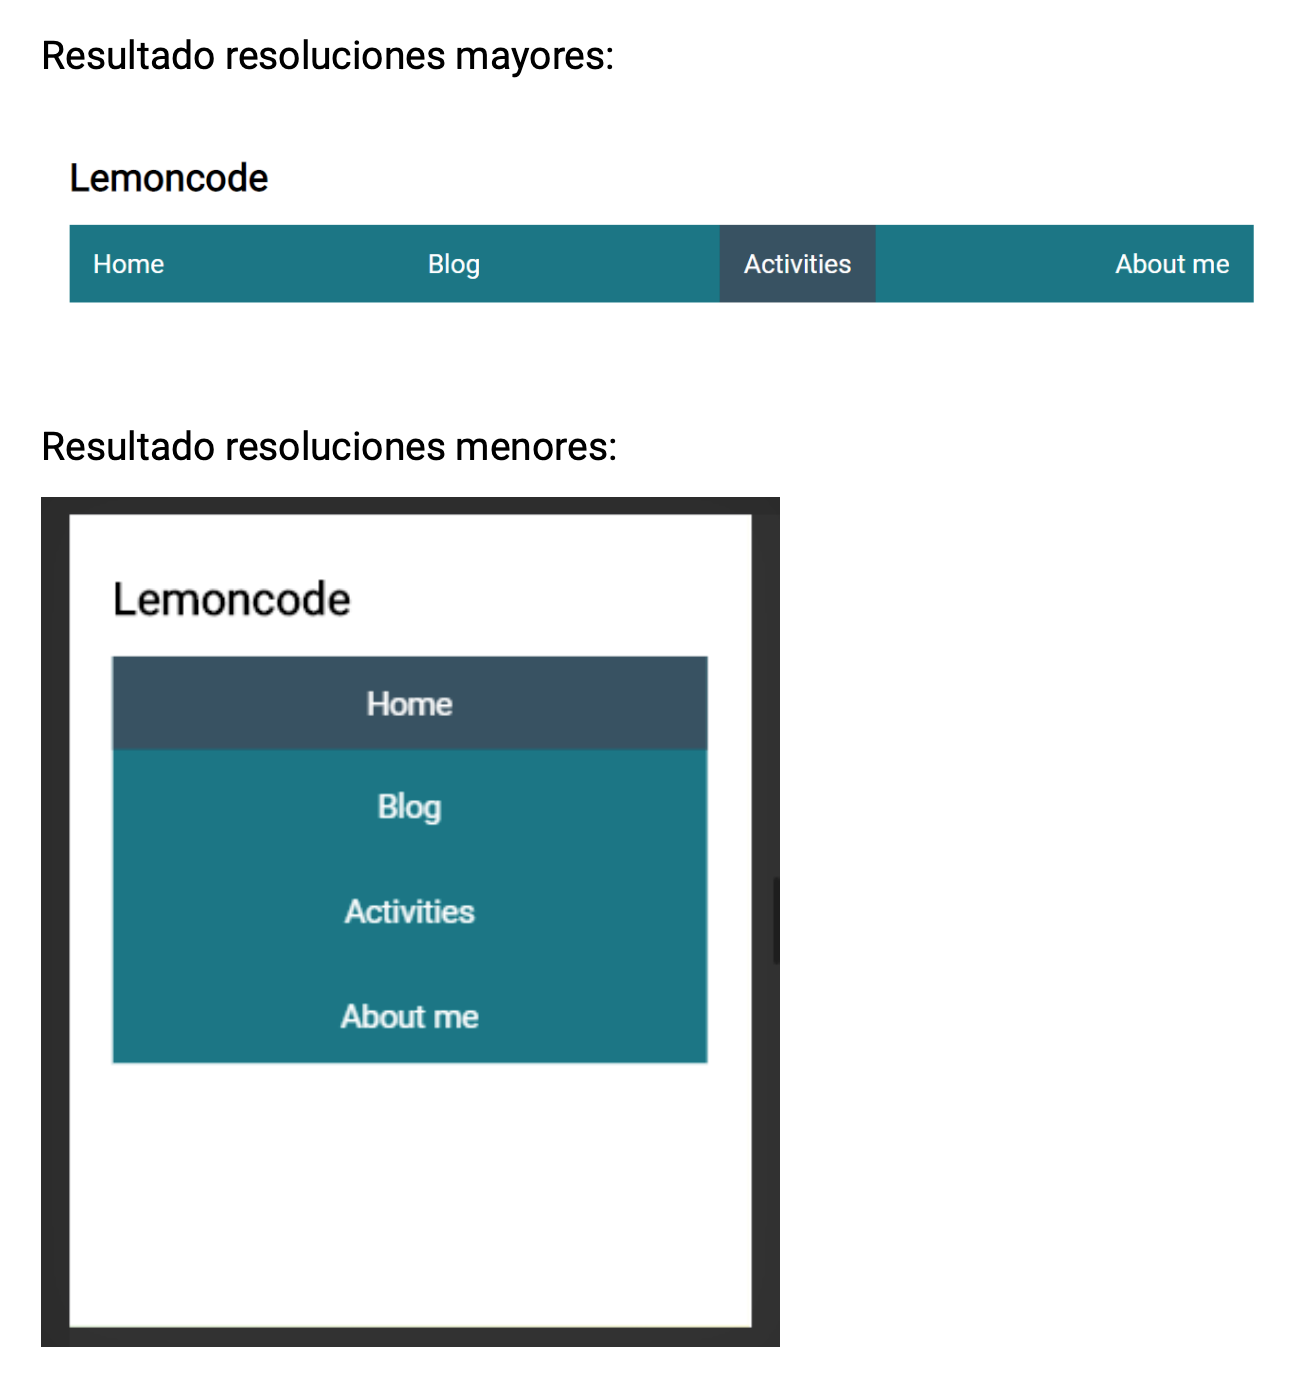 Resultado resoluciones mayores:
Lemoncode
Home Blog Activities About me
Resultado resoluciones menores:
Lemoncode
Home
Blog
Activities
About me